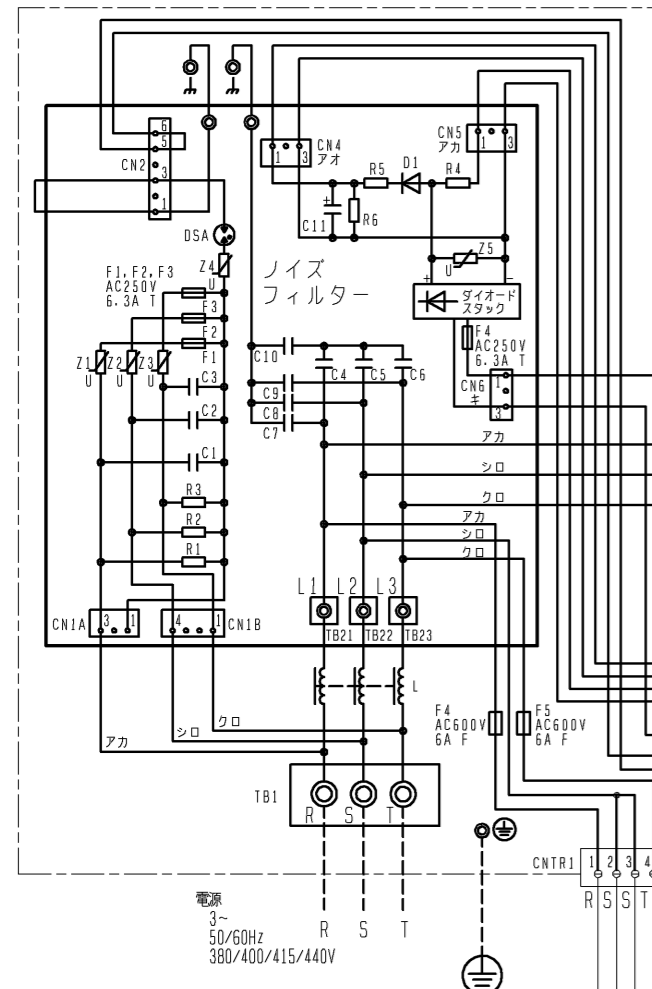 6
5
CN2
3
1
CN4
アオ
1
3
CN5
アカ
1
3
R5
D1
R4
+
C11
R6
DSA
Z4
U
Z5
U
ノイズ
フィルター
+
-
ダイオード
スタック
F1,F2,F3
AC250V
6.3A T
F3
F2
F1
F4
AC250V
6.3A T
Z1
U
Z2
U
Z3
U
C10
C4
C5
C6
C3
C9
C8
C7
CN6
キ
1
3
C2
アカ
C1
シロ
R3
クロ
R2
アカ
シロ
R1
クロ
L1
L2
L3
CN1A
3
1
4
1
CN1B
TB21
TB22
TB23
L
クロ
シロ
アカ
F4
AC600V
6A F
F5
AC600V
6A F
TB1
R
S
T
CNTR1
1
2
3
4
R
S
S
T
電源
3~
50/60Hz
380/400/415/440V
R
S
T